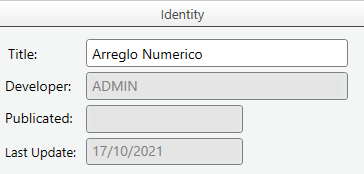 Identity
Title: Arreglo Numerico
Developer: ADMIN
Publicated:
Last Update: 17/10/2021